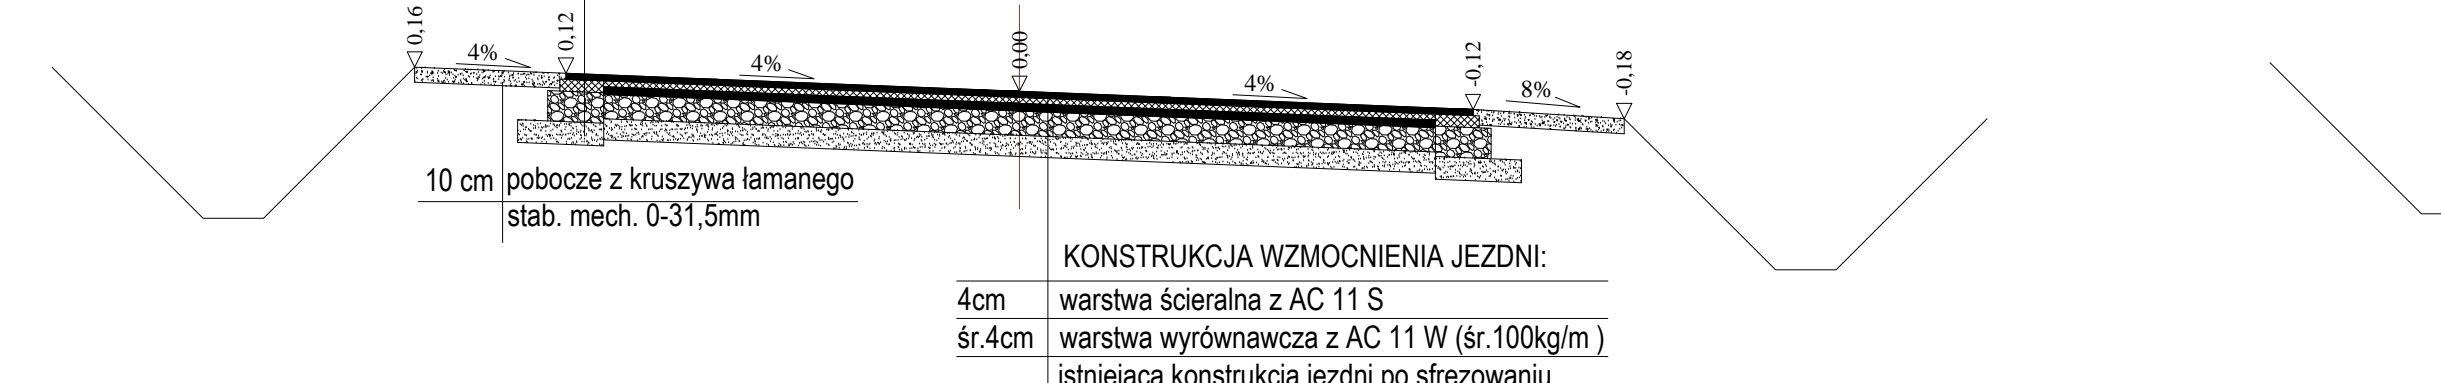 0,16
0,12
0,00
-0,12
-0,18
4%
4%
4%
8%
10 cm pobocze z kruszywa łamanego
stab. mech. 0-31,5mm
KONSTRUKCJA WZMOCNIENIA JEZDNI:
4cm warstwa ścieralna z AC 11 S
śr.4cm warstwa wyrównawcza z AC 11 W (śr.100kg/m )
istniejąca konstrukcja jezdni po sfrezowaniu